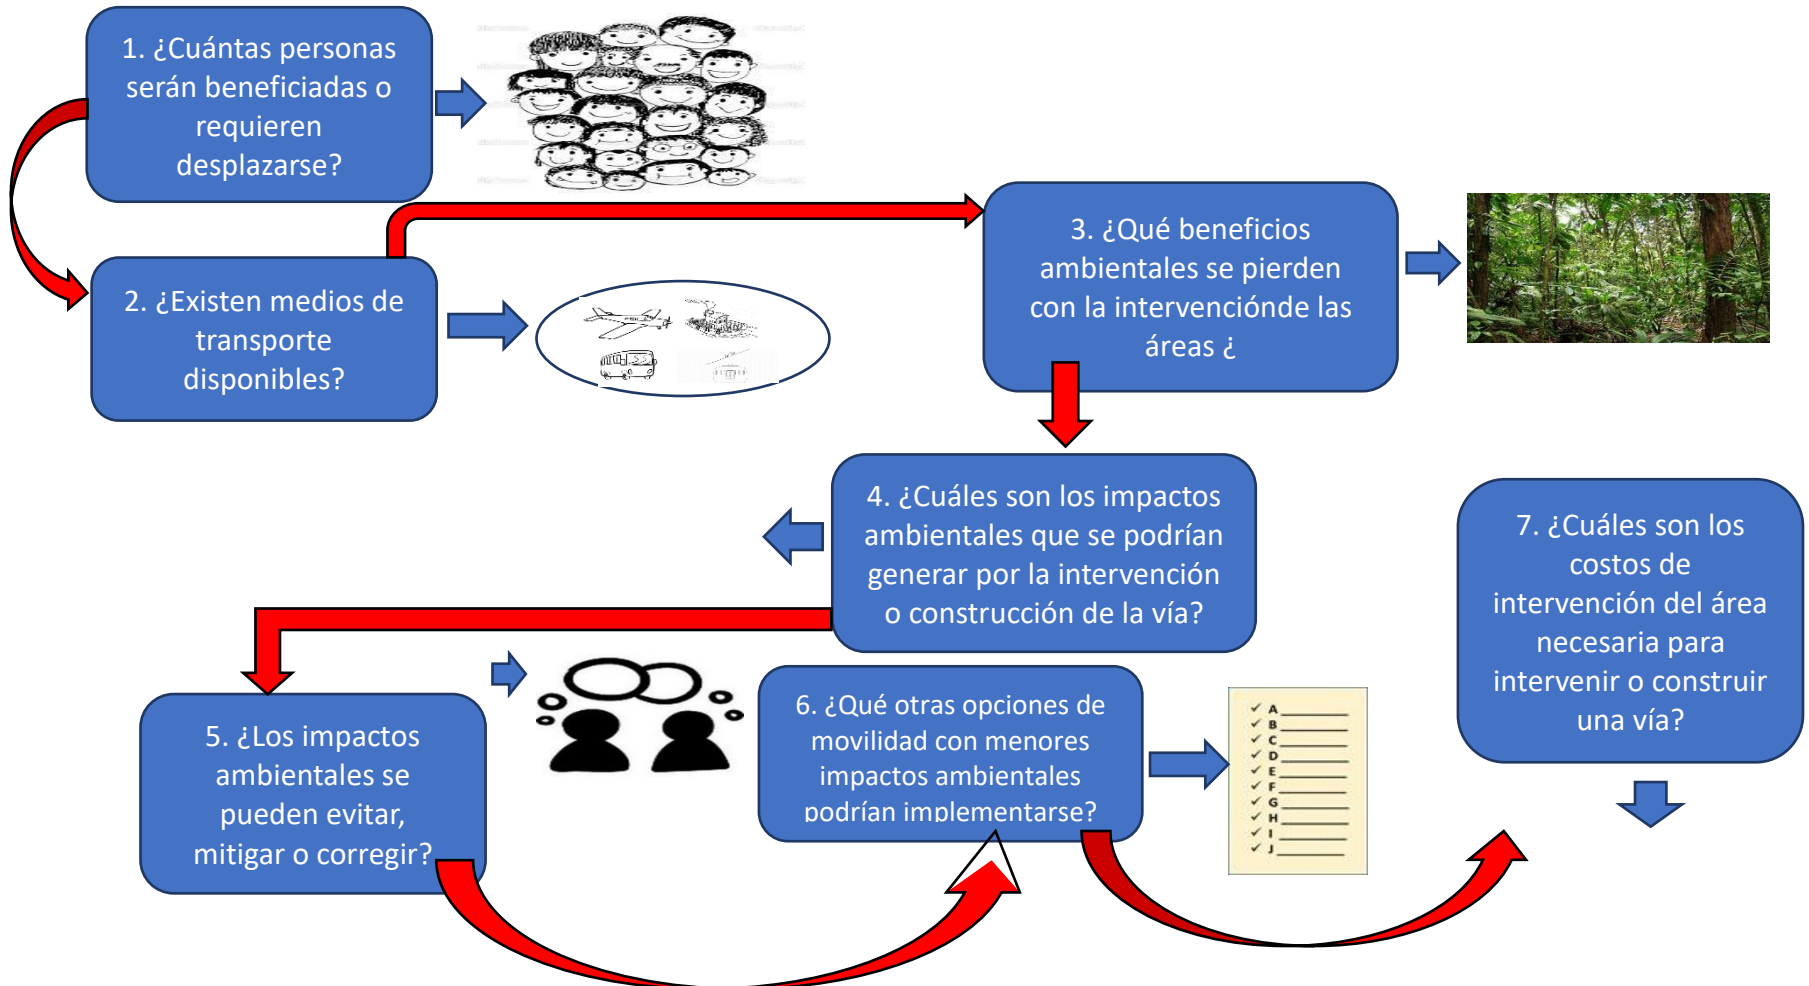 1. ¿Cuántas personas
serán beneficiadas o
requieren
desplazarse?
2. ¿Existen medios de
transporte
disponibles?
3. ¿Qué beneficios
ambientales se pierden
con la intervenciónde las
áreas ¿
4. ¿Cuáles son los impactos
ambientales que se podrían
generar por la intervención
o construcción de la vía?
5. ¿Los impactos
ambientales se
pueden evitar,
mitigar o corregir?
6. ¿Qué otras opciones de
movilidad con menores
impactos ambientales
podrían implementarse?
✓ A
✓ B
✓ C
✓ D
✓ E
✓ F
✓ G
✓ H
✓ I
✓ J
7. ¿Cuáles son los
costos de
intervención del área
necesaria para
intervenir o construir
una vía?